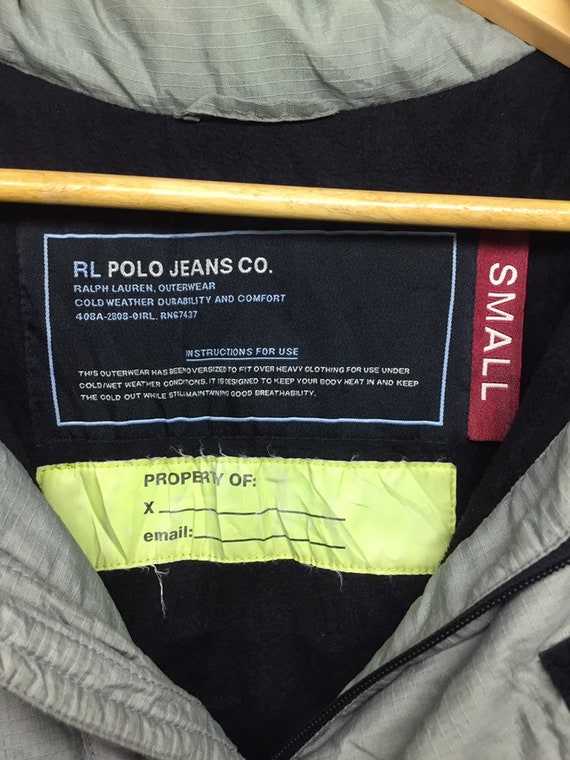 RL POLO JEANS CO.
RALPH LAUREN, OUTERWEAR
COLD WEATHER DURABILITY AND COMFORT
408A-2808-01RL. RN67437
INSTRUCTIONS FOR USE
THIS OUTERWEAR HAS BEEN OVERSIZED TO FIT OVER HEAVY CLOTHING FOR USE UNDER
COLD/WET WEATHER CONDITIONS. IT IS DESIGNED TO KEEP YOUR BODY HEAT IN AND KEEP
THE COLD OUT WHILE STILL MAINTAINING GOOD BREATHABILITY.
SMALL
PROPERTY OF:
X
email: